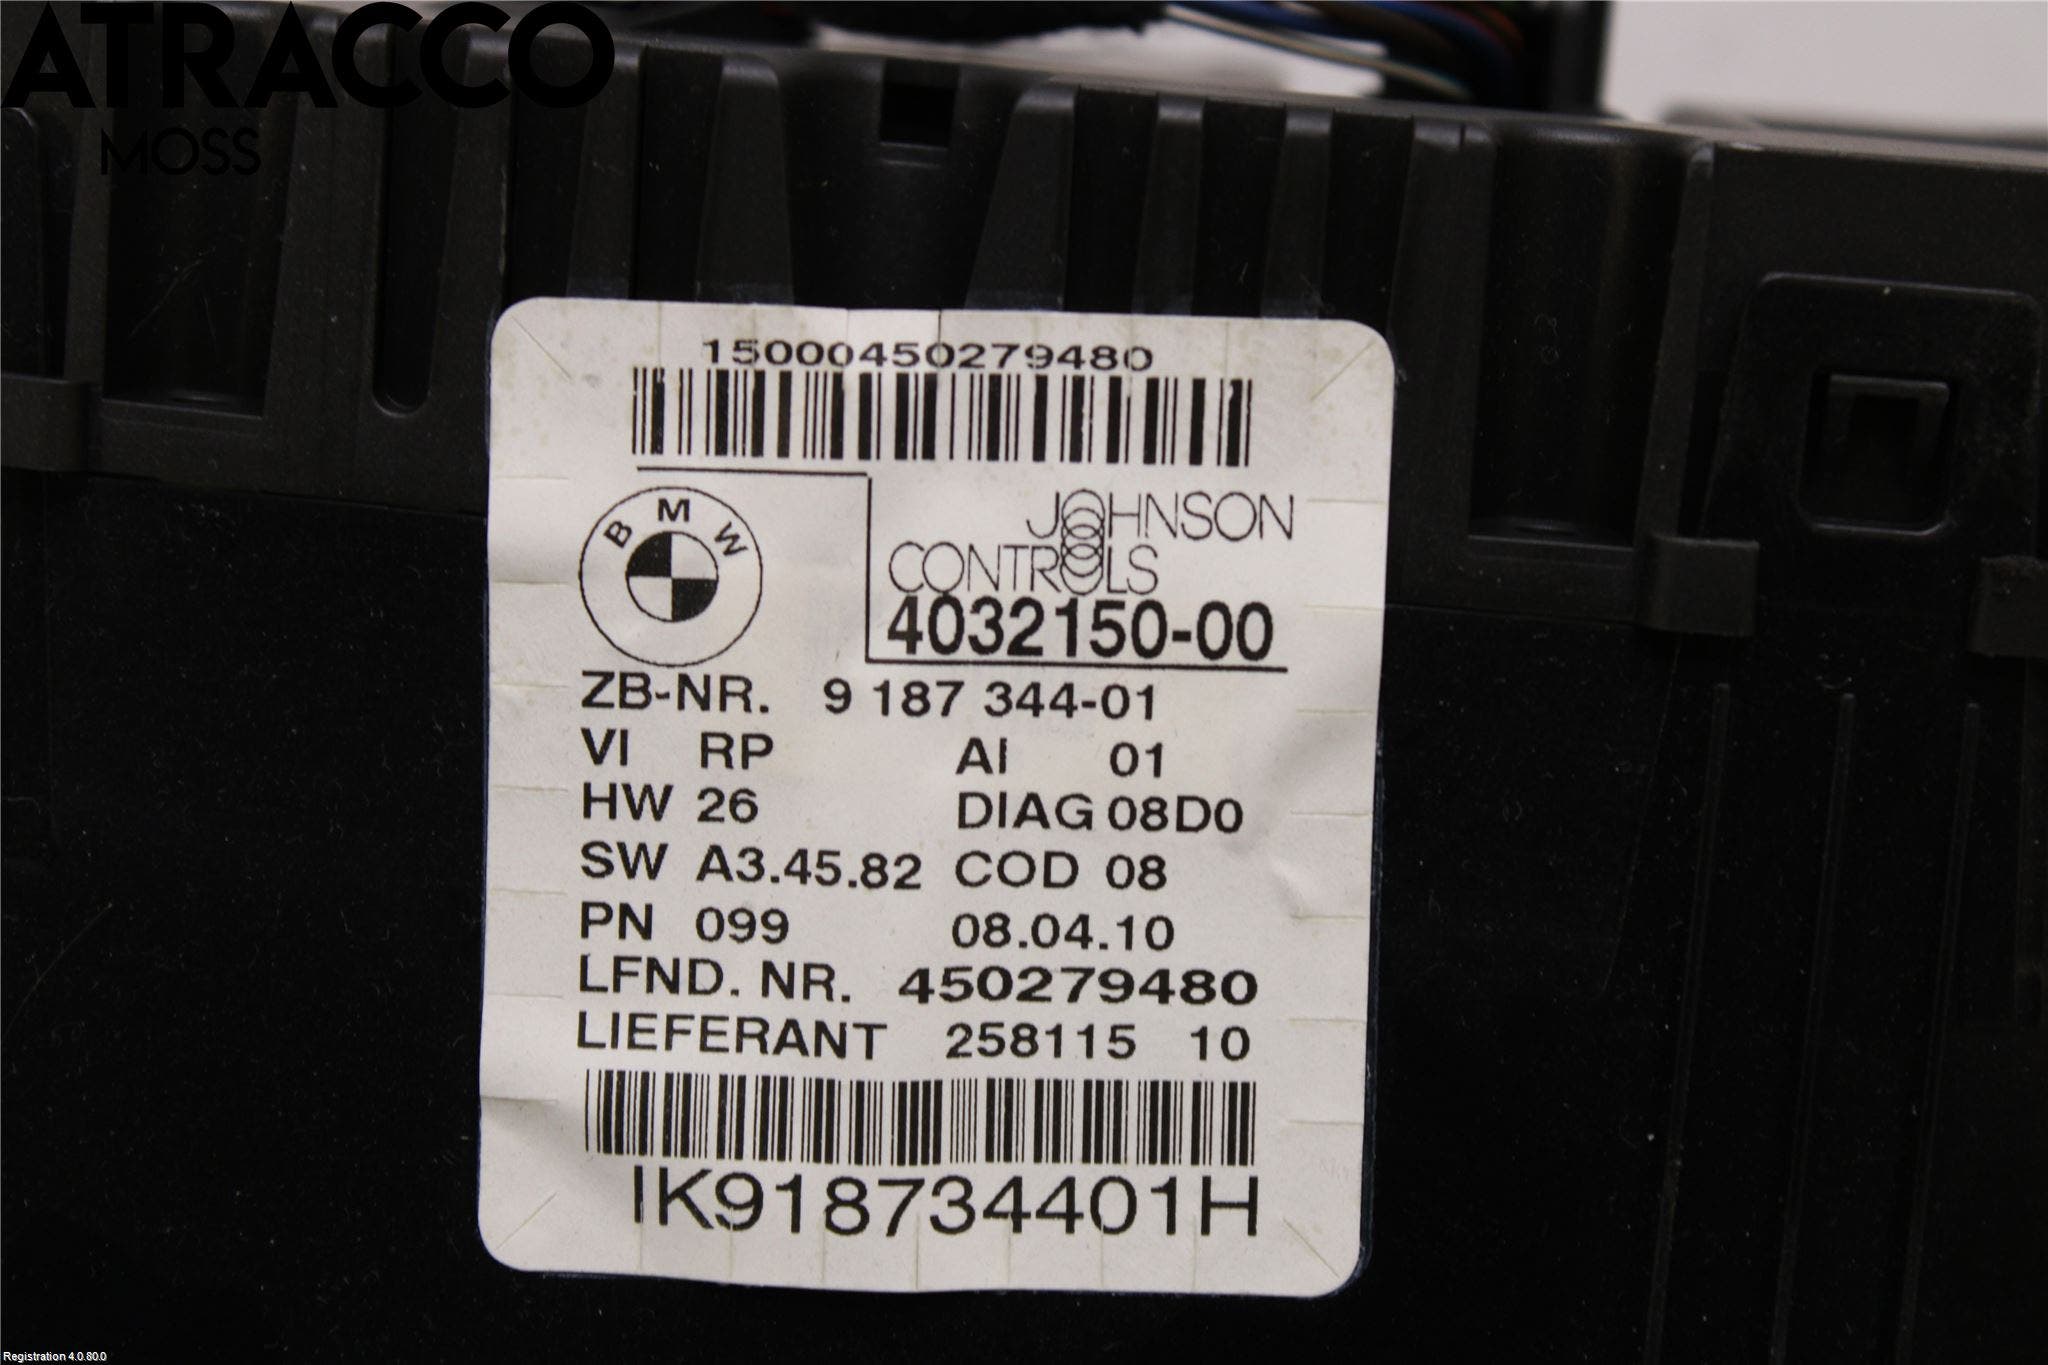 ATRACCO
MOSS
15000450279480
BMW
JOHNSON
CONTROLS
4032150-00
ZB-NR. 9 187 344-01
VI RP AI 01
HW 26 DIAG 08D0
SW A3.45.82 COD 08
PN 099 08.04.10
LFND. NR. 450279480
LIEFERANT 258115 10
IK918734401H
Registration 4.0.80.0